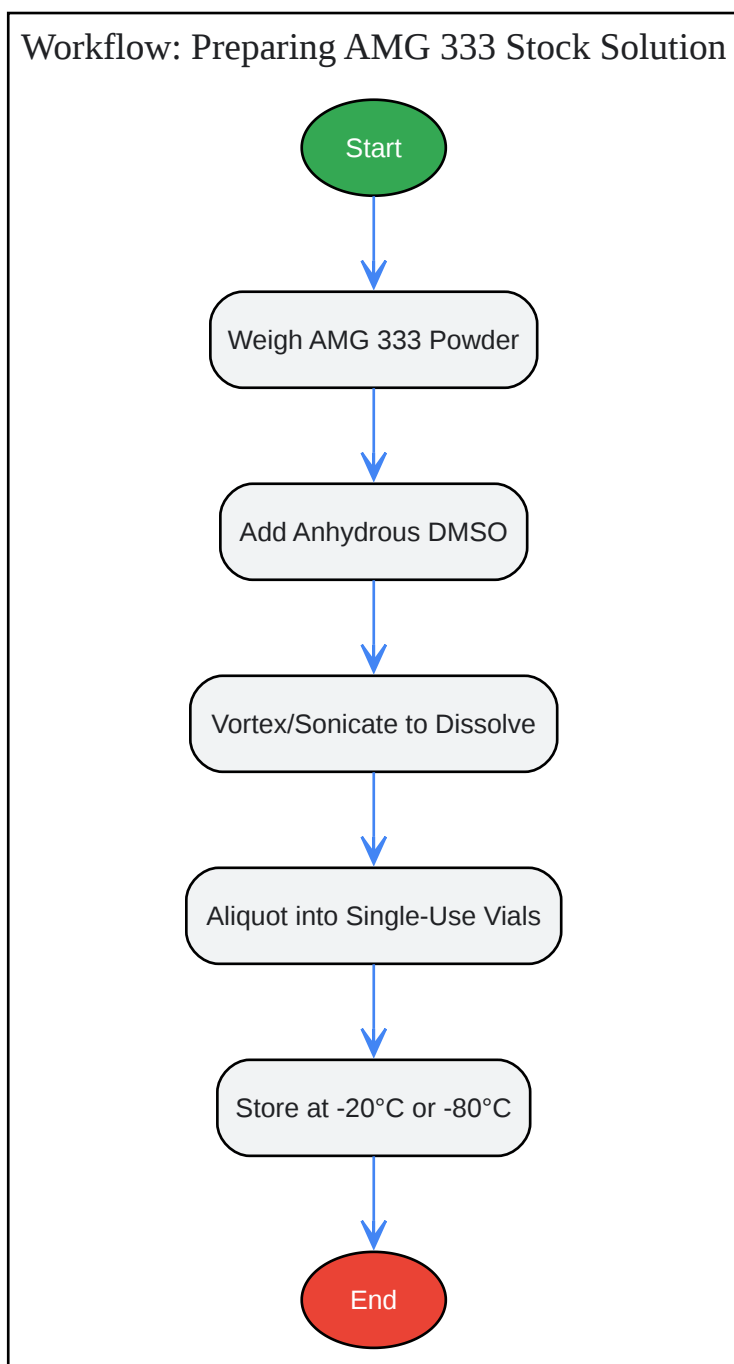 Workflow: Preparing AMG 333 Stock Solution
Start
Weigh AMG 333 Powder
Add Anhydrous DMSO
Vortex/Sonicate to Dissolve
Aliquot into Single-Use Vials
Store at -20°C or -80°C
End